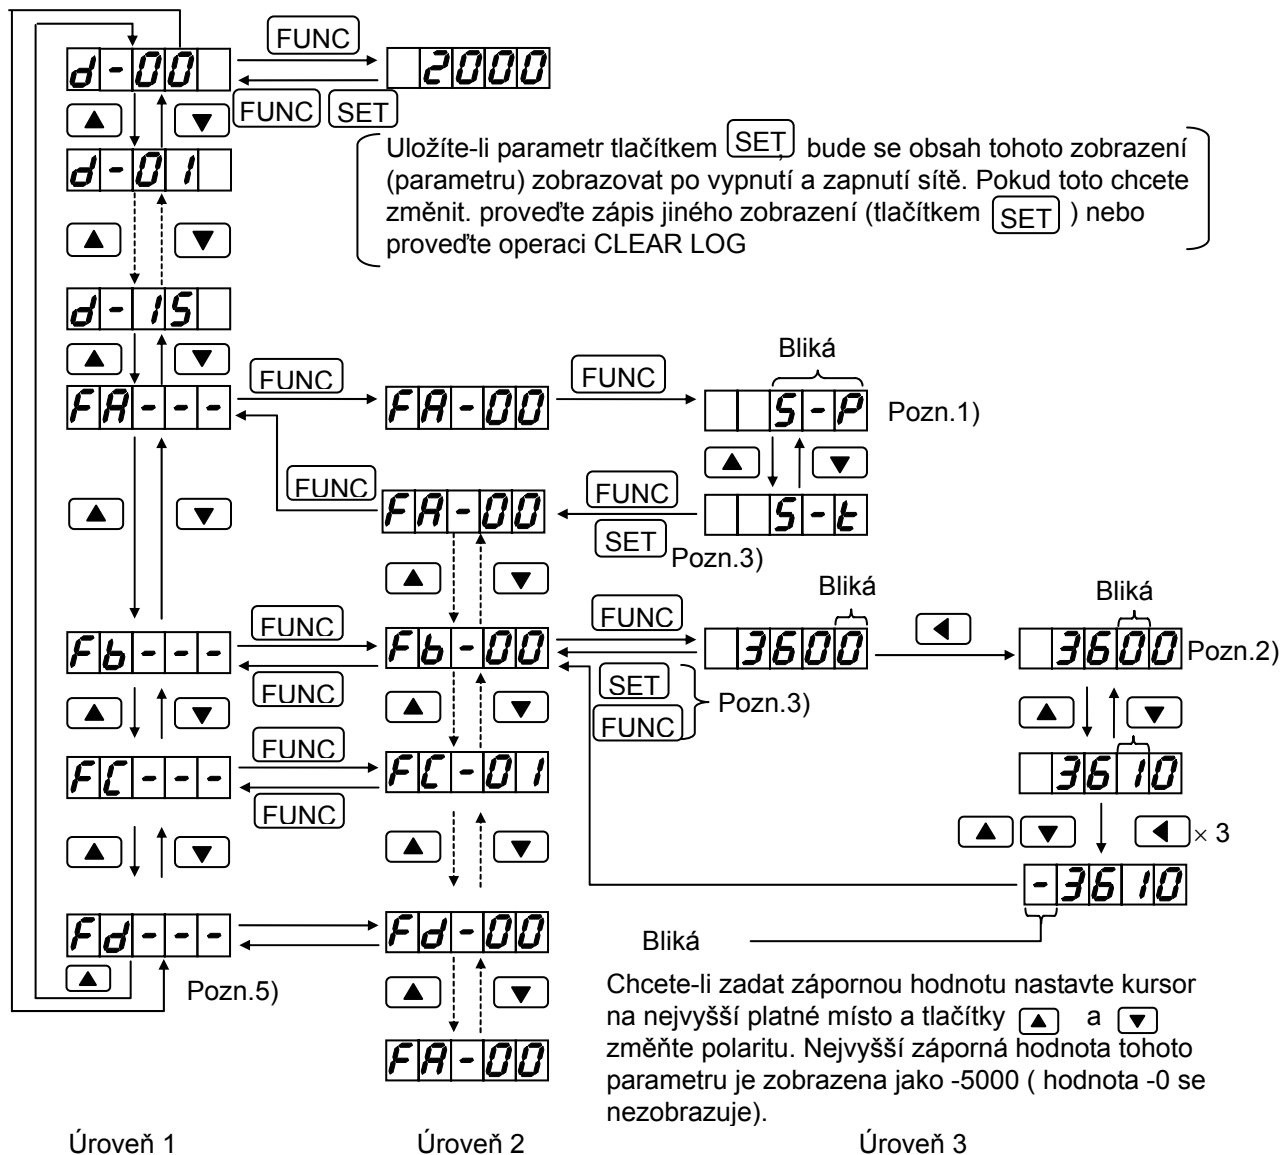 FUNC
d-00
2000
FUNC SET
Uložíte-li parametr tlačítkem SET, bude se obsah tohoto zobrazení
(parametru) zobrazovat po vypnutí a zapnutí sítě. Pokud toto chcete
změnit. proveďte zápis jiného zobrazení (tlačítkem SET ) nebo
proveďte operaci CLEAR LOG
d-01
d-15
Bliká
FUNC
FUNC
FA---
FA-00
S-P
Pozn.1)
FUNC
FUNC
FA-00
S-t
SET
Pozn.3)
Bliká
Bliká
FUNC
FUNC
Fb---
Fb-00
3600
3600
Pozn.2)
FUNC
SET
FUNC
Pozn.3)
FUNC
FC---
FC-01
3610
FUNC
× 3
-3610
Fd---
Fd-00
Bliká
Pozn.5)
Chcete-li zadat zápornou hodnotu nastavte kursor
na nejvyšší platné místo a tlačítky ▲ a ▼
změňte polaritu. Nejvyšší záporná hodnota tohoto
parametru je zobrazena jako -5000 ( hodnota -0 se
nezobrazuje).
FA-00
Úroveň 1
Úroveň 2
Úroveň 3